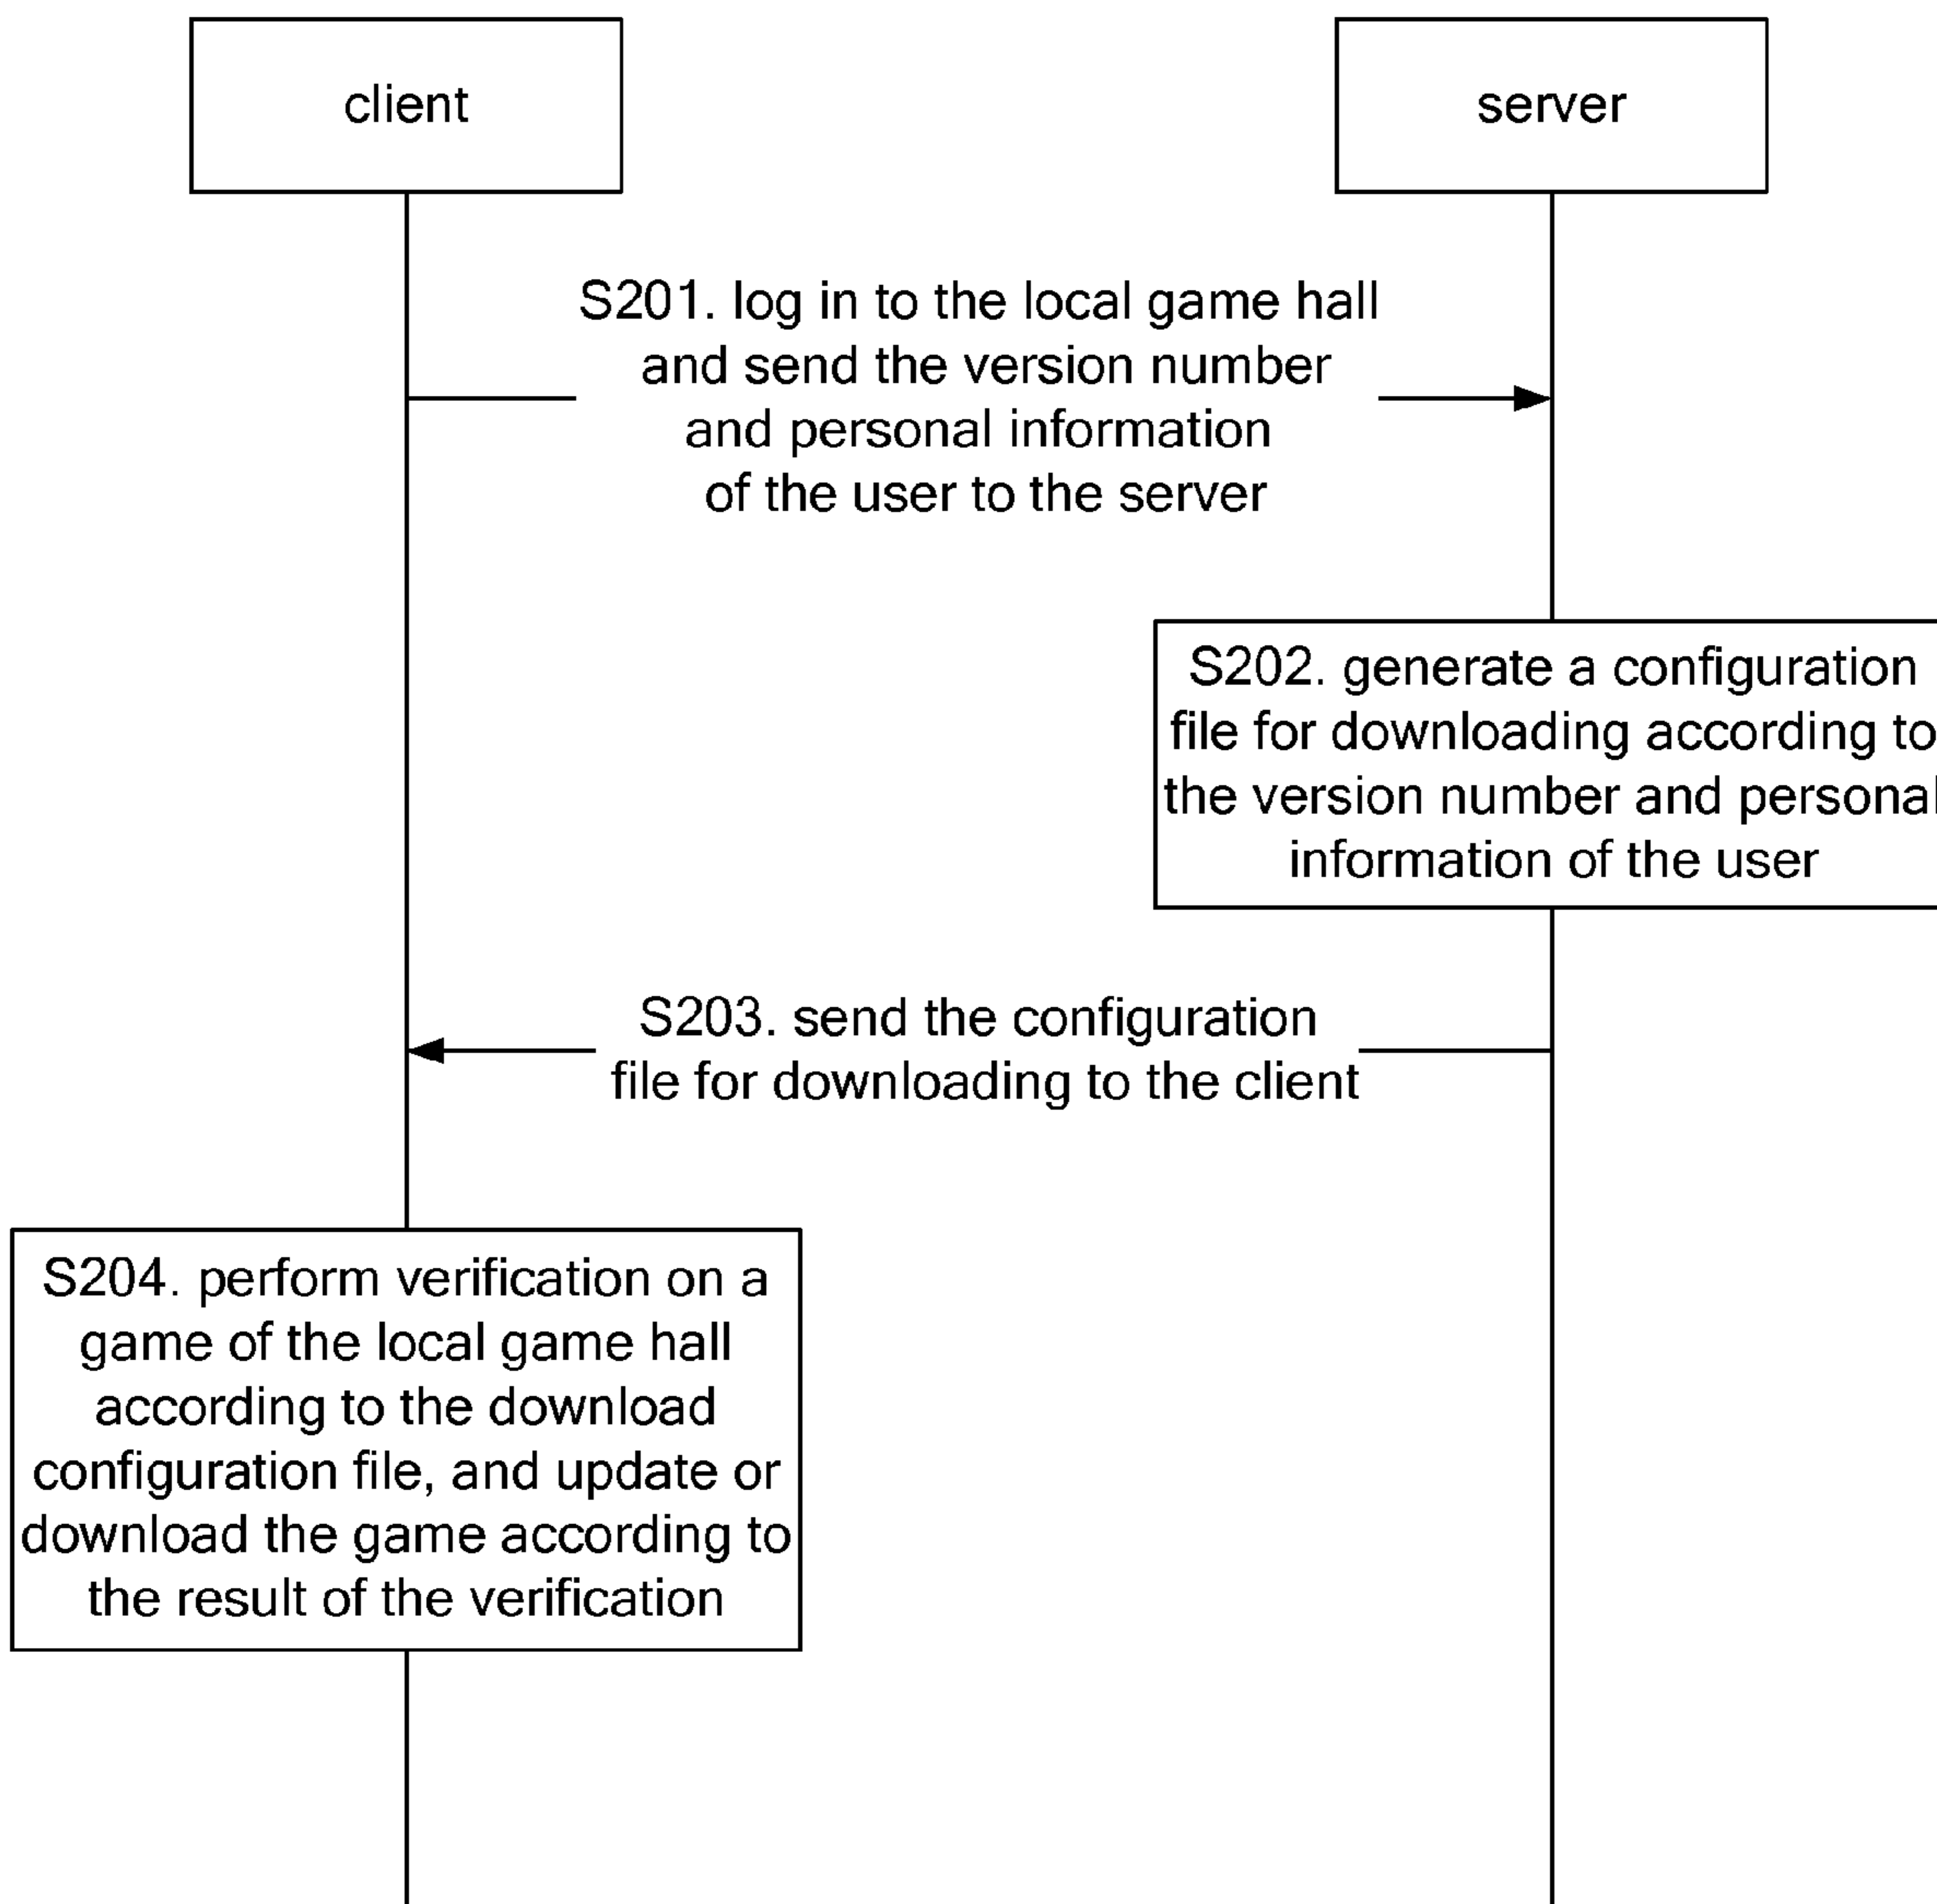 client
server
S201. log in to the local game hall
and send the version number
and personal information
of the user to the server
S202. generate a configuration
file for downloading according to
the version number and personal
information of the user
S203. send the configuration
file for downloading to the client
S204. perform verification on a
game of the local game hall
according to the download
configuration file, and update or
download the game according to
the result of the verification